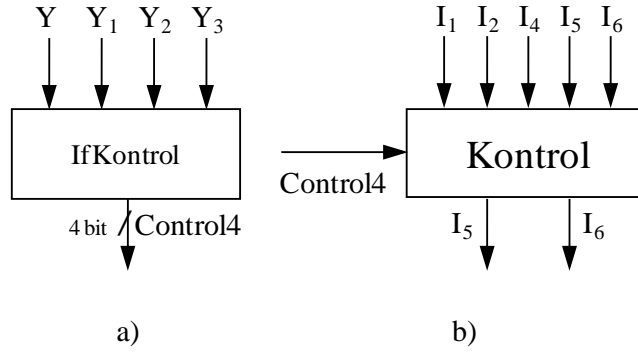 Y Y₁ Y₂ Y₃
IfKontrol
4 bit / Control4
a)
I₁ I₂ I₄ I₅ I₆
Kontrol
Control4
I₅ I₆
b)